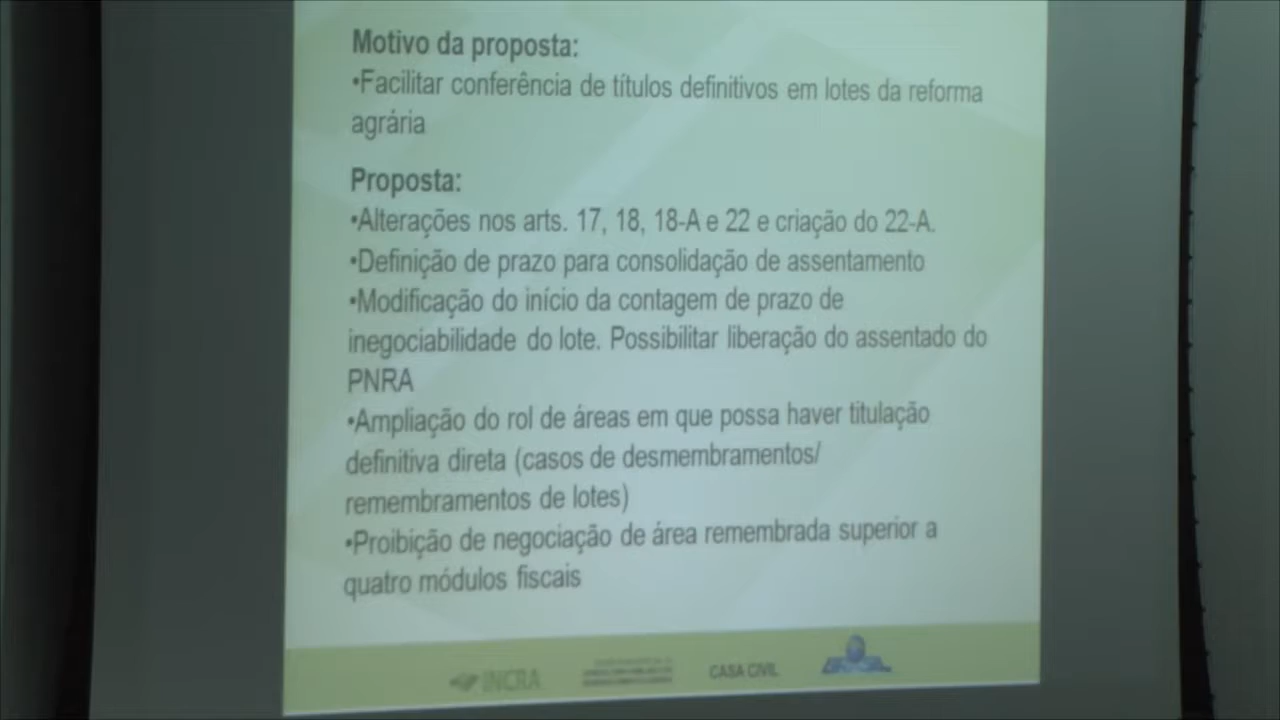 Motivo da proposta:
•Facilitar conferência de títulos definitivos em lotes da reforma
agrária
Proposta:
•Alterações nos arts. 17, 18, 18-A e 22 e criação do 22-A.
•Definição de prazo para consolidação de assentamento
•Modificação do início da contagem de prazo de
inegociabilidade do lote. Possibilitar liberação do assentado do
PNRA
•Ampliação do rol de áreas em que possa haver titulação
definitiva direta (casos de desmembramentos/
remembramentos de lotes)
•Proibição de negociação de área remembrada superior a
quatro módulos fiscais
INCRA
CASA CIVIL